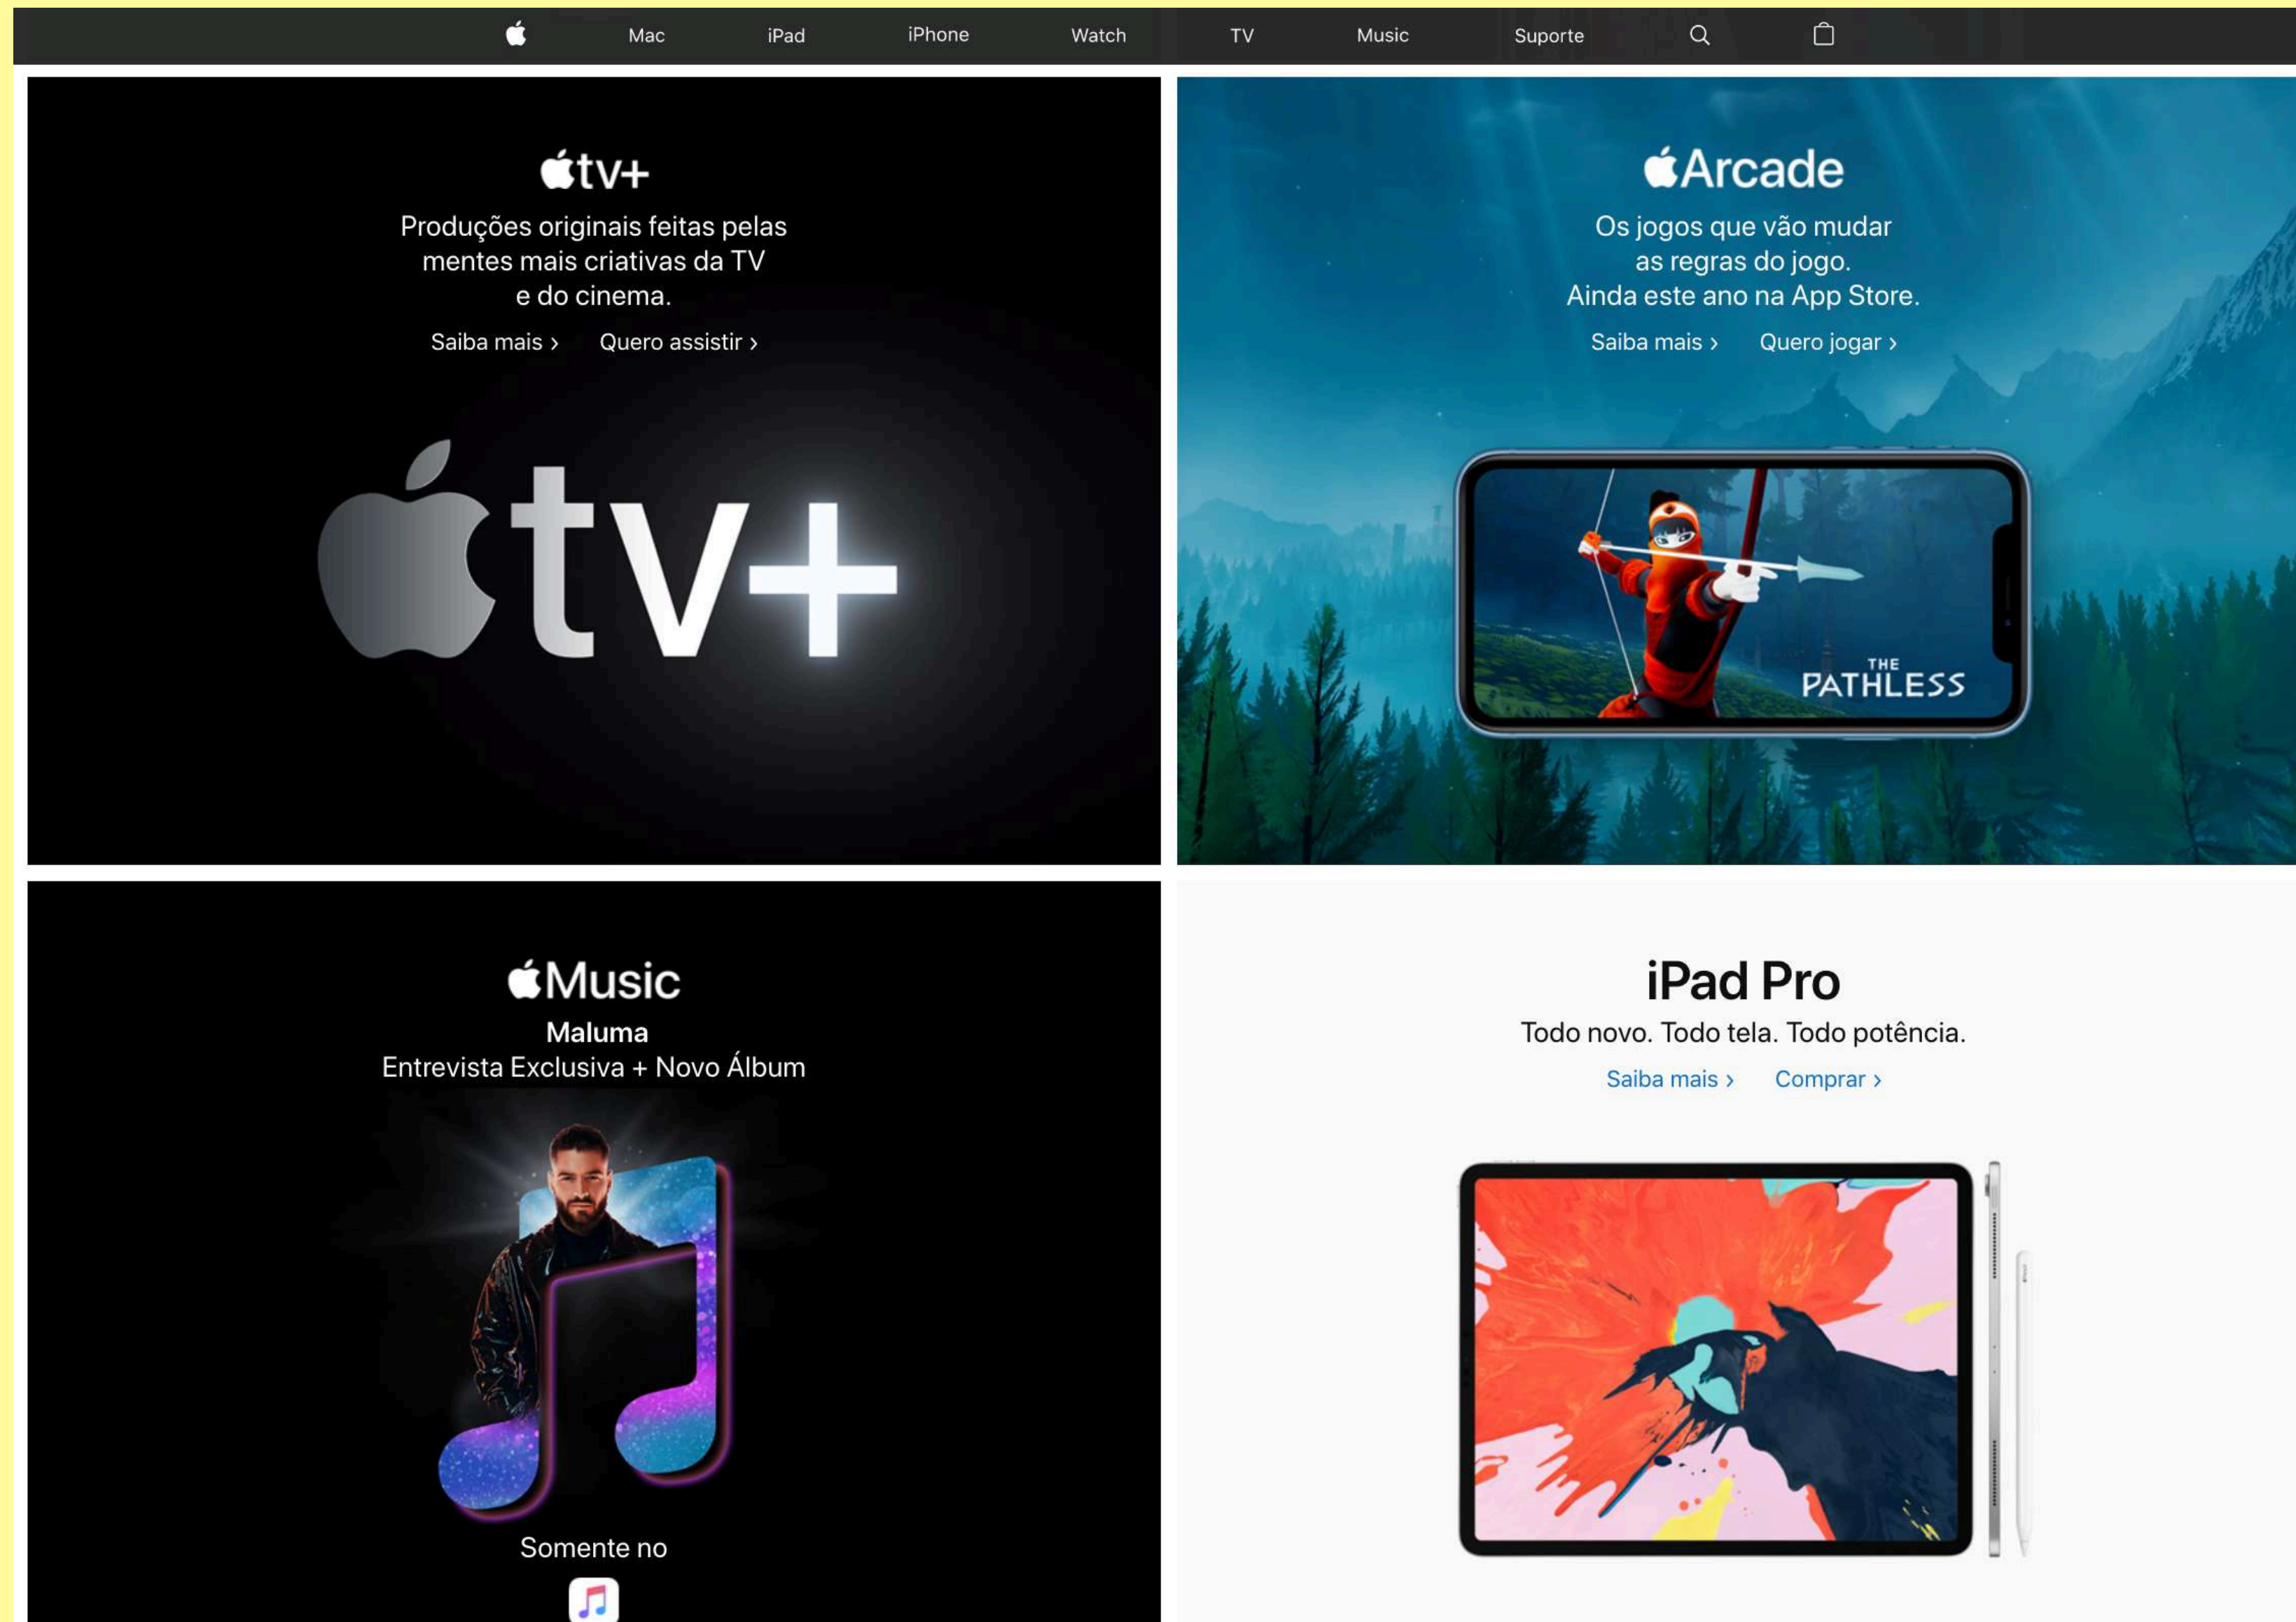 Mac iPad iPhone Watch TV Music Suporte
tv+
Produções originais feitas pelas
mentes mais criativas da TV
e do cinema.
Saiba mais > Quero assistir >
tv+
Arcade
Os jogos que vão mudar
as regras do jogo.
Ainda este ano na App Store.
Saiba mais > Quero jogar >
THE
PATHLESS
Music
Maluma
Entrevista Exclusiva + Novo Álbum
Somente no
iPad Pro
Todo novo. Todo tela. Todo potência.
Saiba mais > Comprar >